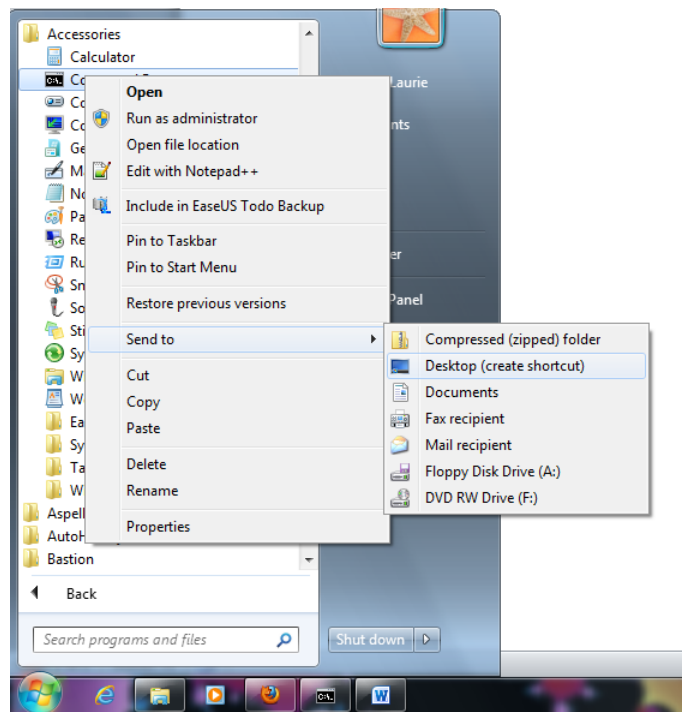 Accessories
Calculator
Open
Run as administrator
Open file location
Edit with Notepad++
Include in EaseUS Todo Backup
Pin to Taskbar
Pin to Start Menu
Restore previous versions
Send to
Cut
Copy
Paste
Delete
Rename
Properties
Compressed (zipped) folder
Desktop (create shortcut)
Documents
Fax recipient
Mail recipient
Floppy Disk Drive (A:)
DVD RW Drive (F:)
Laurie
Panel
Aspell
Bastion
Back
Search programs and files
Shut down